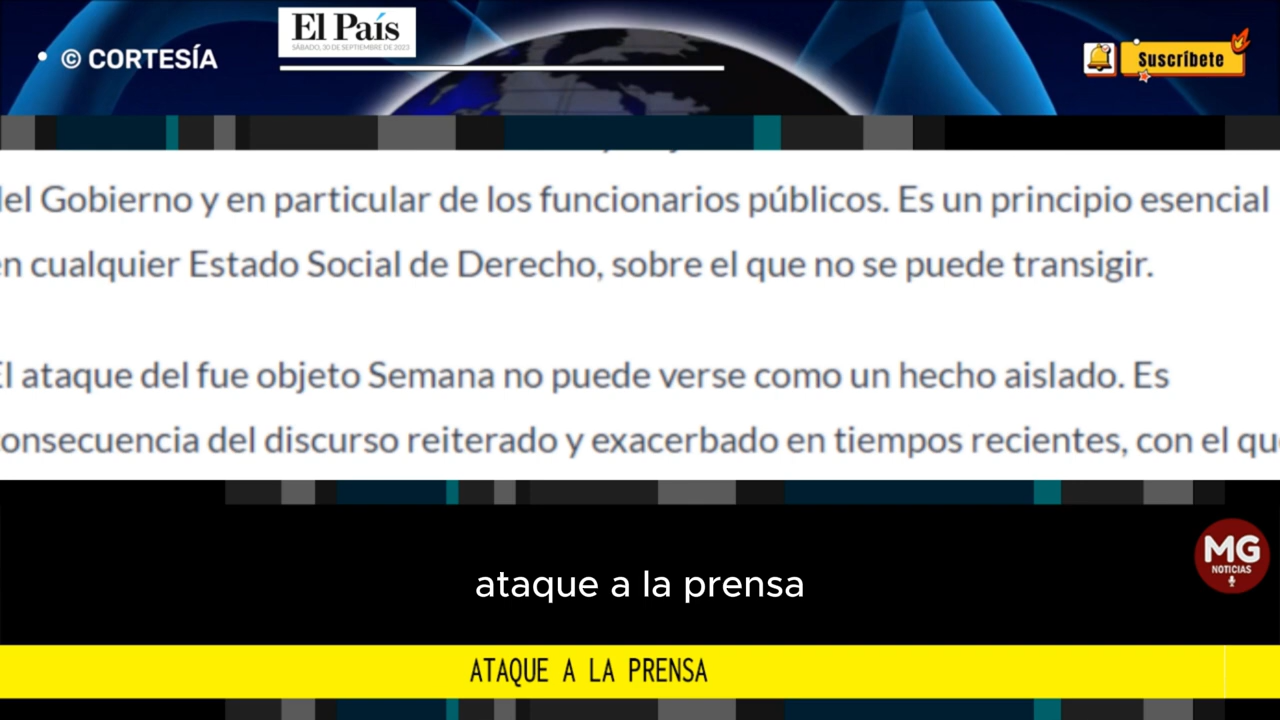 © CORTESÍA
El País
SÁBADO, 30 DE SEPTIEMBRE DE 2023
Suscríbete
del Gobierno y en particular de los funcionarios públicos. Es un principio esencial
en cualquier Estado Social de Derecho, sobre el que no se puede transigir.
El ataque del fue objeto Semana no puede verse como un hecho aislado. Es
onsecuencia del discurso reiterado y exacerbado en tiempos recientes, con el que
MG
NOTICIAS
ataque a la prensa
ATAQUE A LA PRENSA